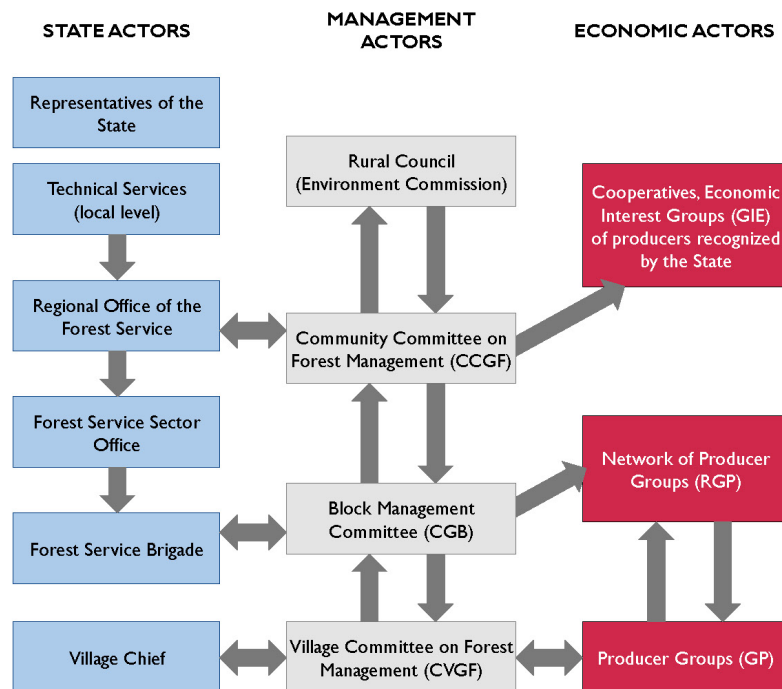 STATE ACTORS
MANAGEMENT
ACTORS
ECONOMIC ACTORS
Representatives of the
State
Technical Services
(local level)
Regional Office of the
Forest Service
Forest Service Sector
Office
Forest Service Brigade
Village Chief
Rural Council
(Environment Commission)
Community Committee on
Forest Management (CCGF)
Block Management
Committee (CGB)
Village Committee on Forest
Management (CVGF)
Cooperatives, Economic
Interest Groups (GIE)
of producers recognized
by the State
Network of Producer
Groups (RGP)
Producer Groups (GP)